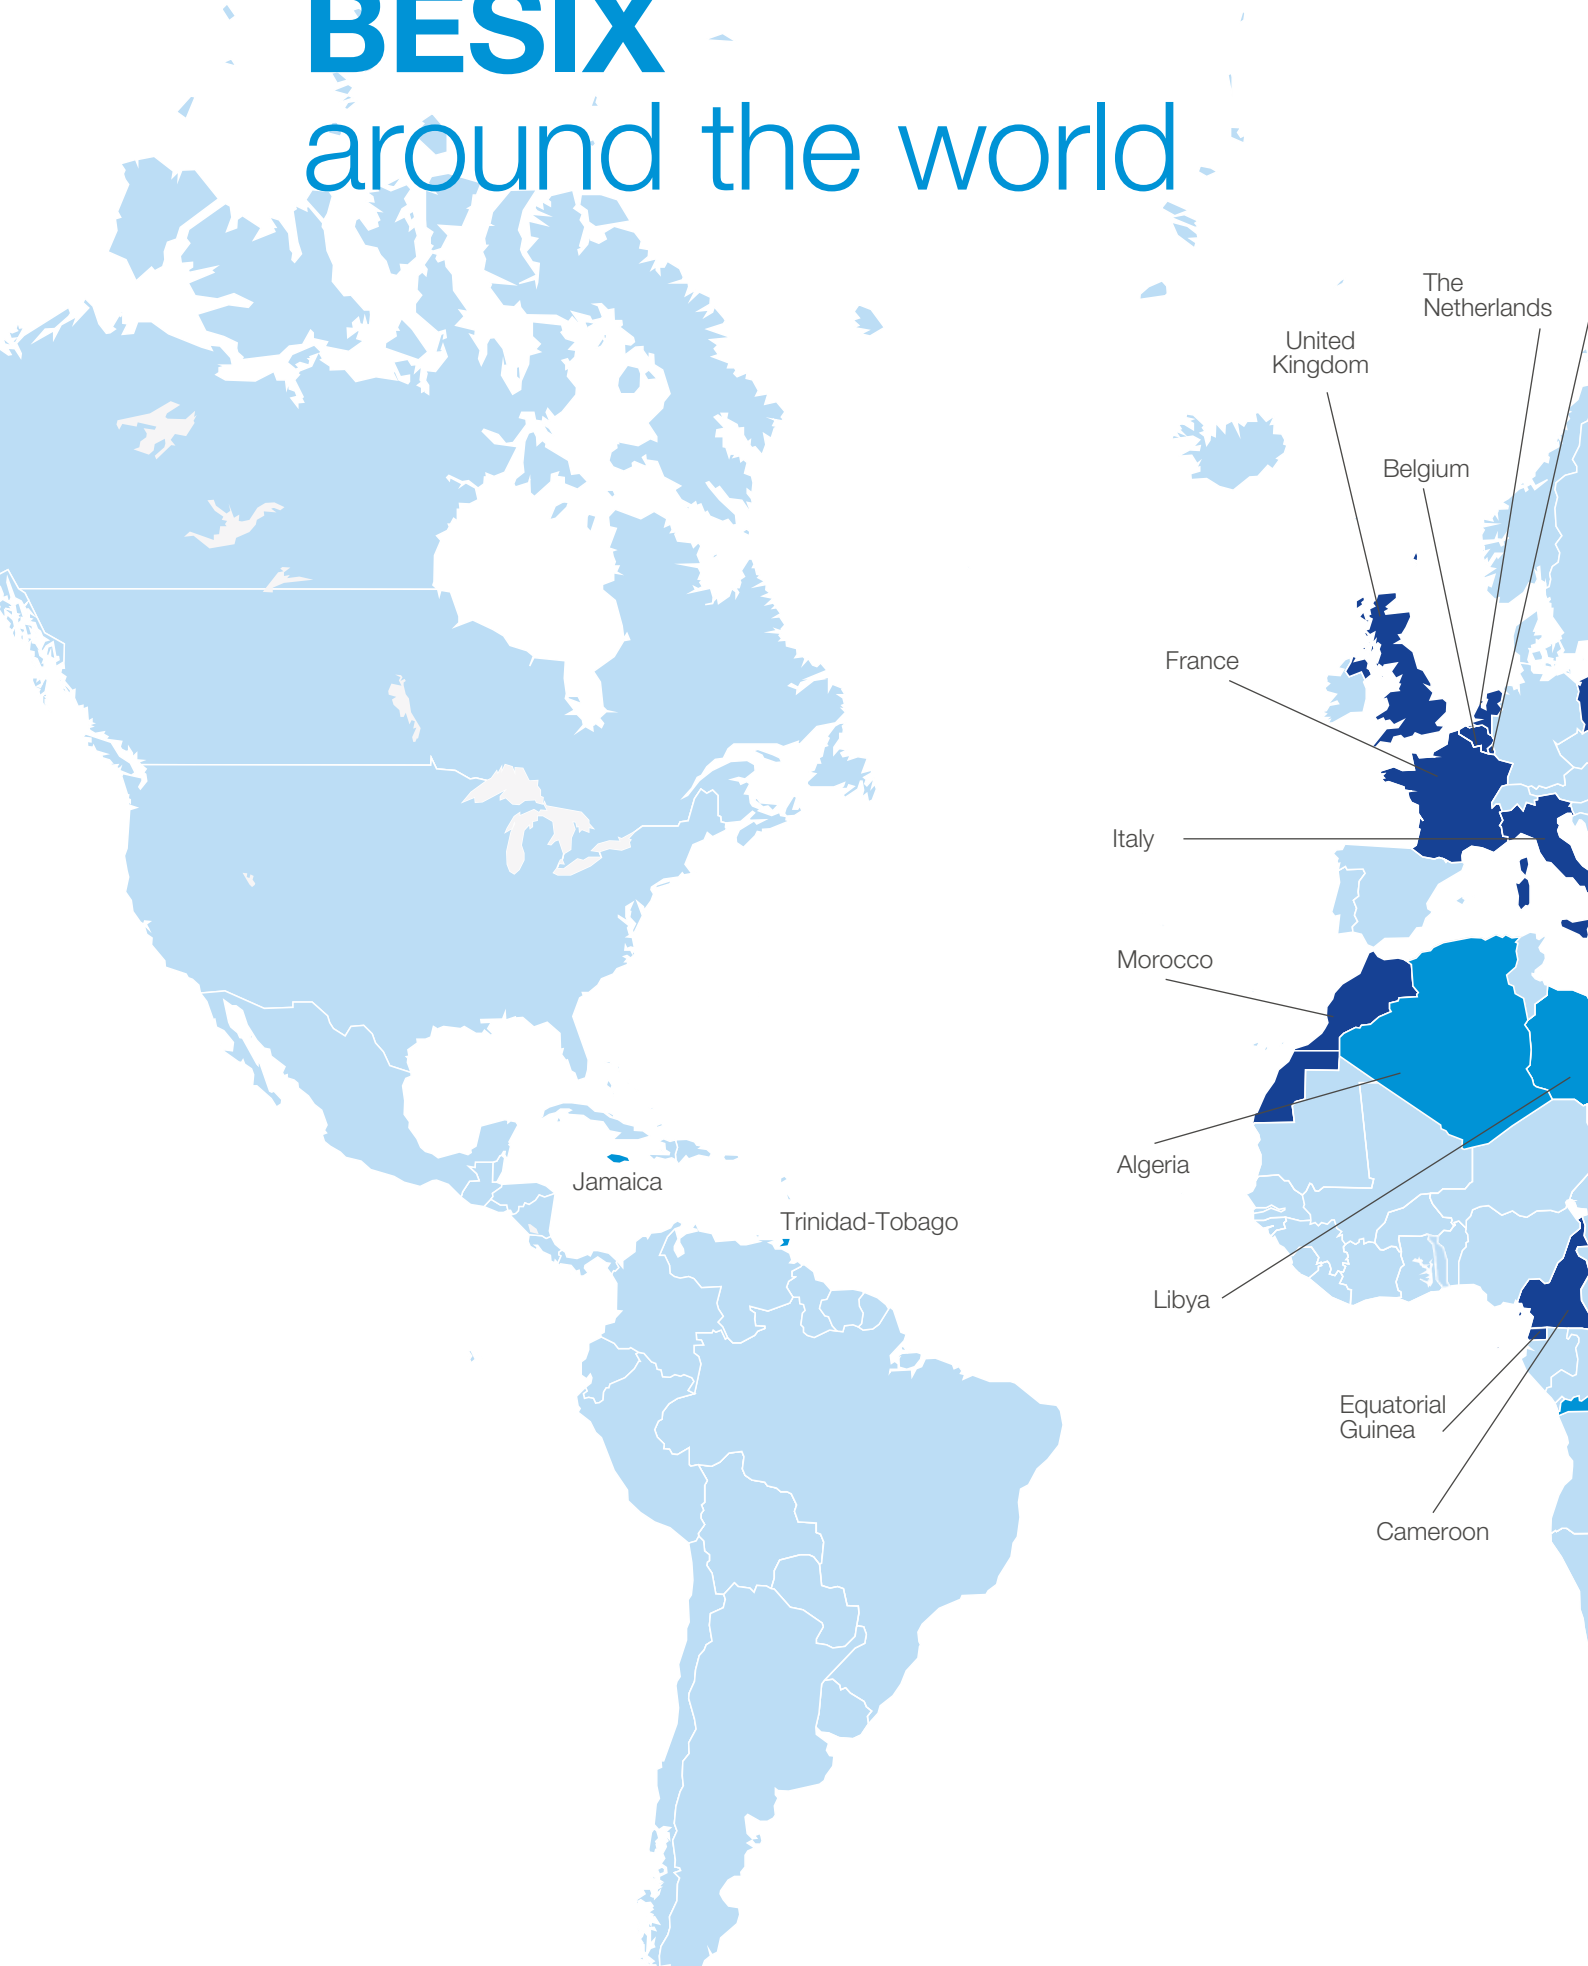 BESIX
around the world
The
Netherlands
United
Kingdom
Belgium
France
Italy
Morocco
Algeria
Jamaica
Trinidad-Tobago
Libya
Equatorial
Guinea
Cameroon